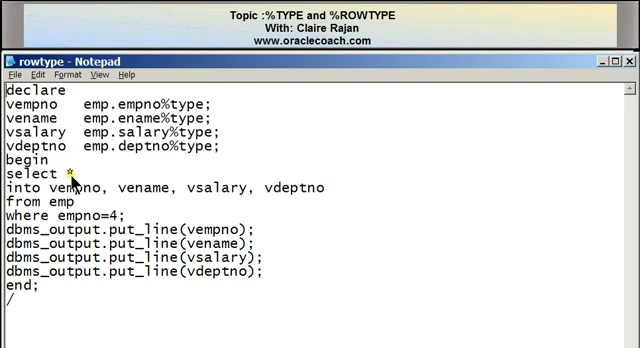 Topic :%TYPE and %ROWTYPE
With: Claire Rajan
www.oraclecoach.com
rowtype - Notepad
File Edit Format View Help
declare
vempno emp.empno%type;
vename emp.ename%type;
vsalary emp.salary%type;
vdeptno emp.deptno%type;
begin
select *
into vempno, vename, vsalary, vdeptno
from emp
where empno=4;
dbms_output.put_line(vempno);
dbms_output.put_line(vename);
dbms_output.put_line(vsalary);
dbms_output.put_line(vdeptno);
end;
/